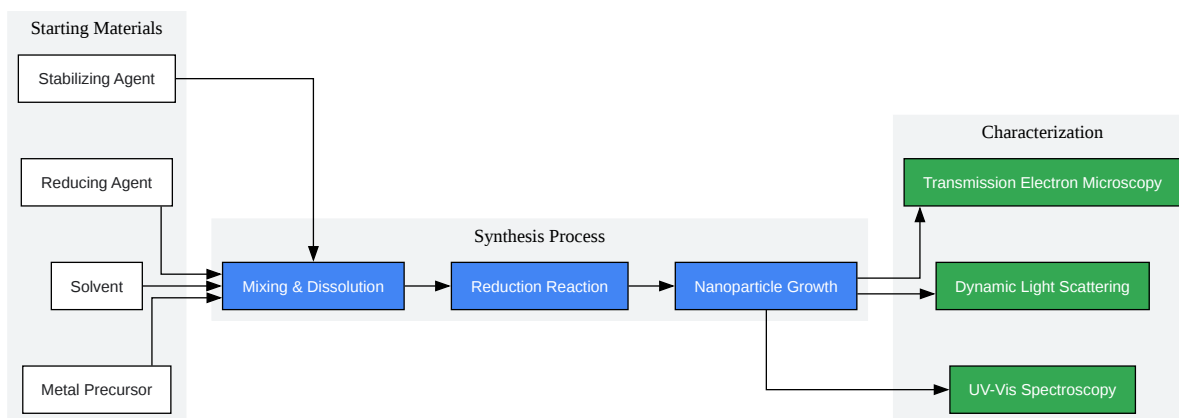 Starting Materials
Stabilizing Agent
Reducing Agent
Solvent
Metal Precursor
Synthesis Process
Mixing & Dissolution
Reduction Reaction
Nanoparticle Growth
Characterization
Transmission Electron Microscopy
Dynamic Light Scattering
UV-Vis Spectroscopy